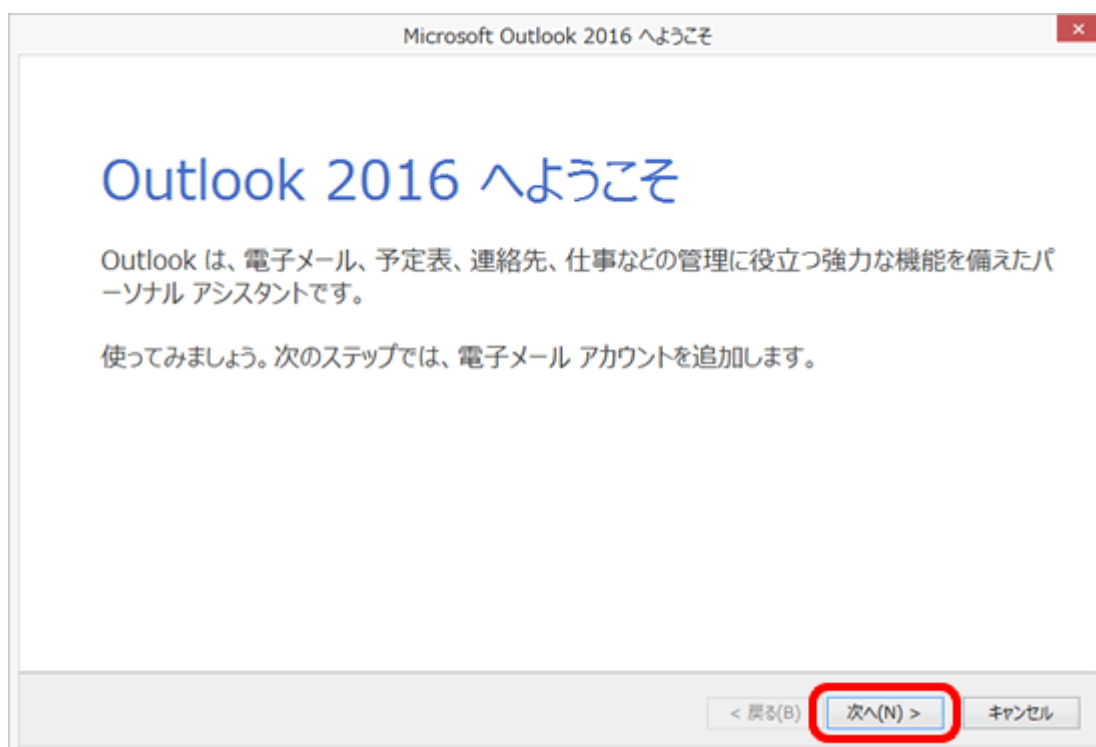 Microsoft Outlook 2016 へようこそ
Outlook 2016 へようこそ
Outlook は、電子メール、予定表、連絡先、仕事などの管理に役立つ強力な機能を備えたパ
ーソナル アシスタントです。
使ってみましょう。次のステップでは、電子メール アカウントを追加します。
< 戻る(B) 次へ(N) > キャンセル